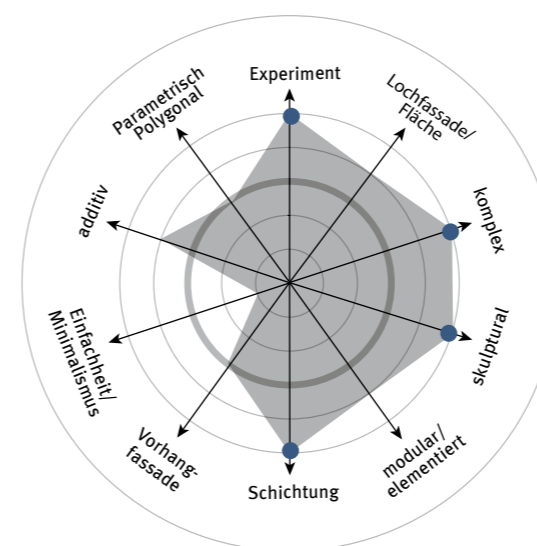 Experiment
Lochfassade/
Fläche
komplex
skulptural
modular/
elementiert
Schichtung
Vorhang-
fassade
Einfachheit/
Minimalismus
additiv
Parametrisch
Polygonal